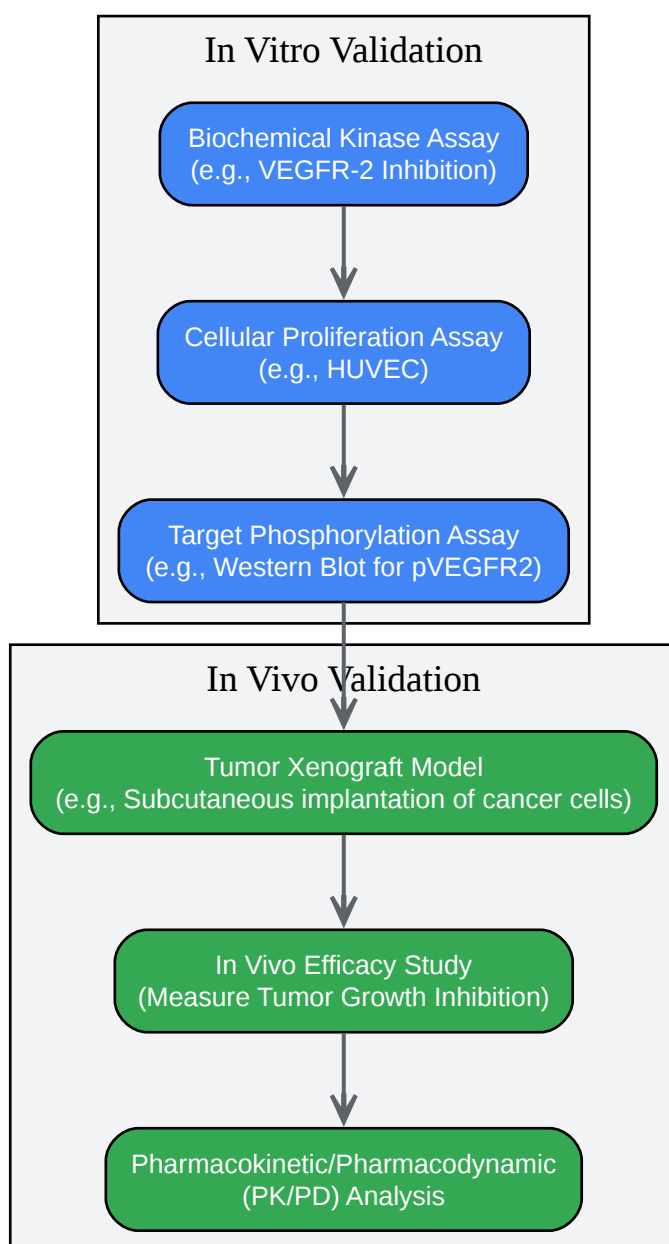 In Vitro Validation
Biochemical Kinase Assay
(e.g., VEGFR-2 Inhibition)
Cellular Proliferation Assay
(e.g., HUVEC)
Target Phosphorylation Assay
(e.g., Western Blot for pVEGFR2)
In Vivo Validation
Tumor Xenograft Model
(e.g., Subcutaneous implantation of cancer cells)
In Vivo Efficacy Study
(Measure Tumor Growth Inhibition)
Pharmacokinetic/Pharmacodynamic
(PK/PD) Analysis